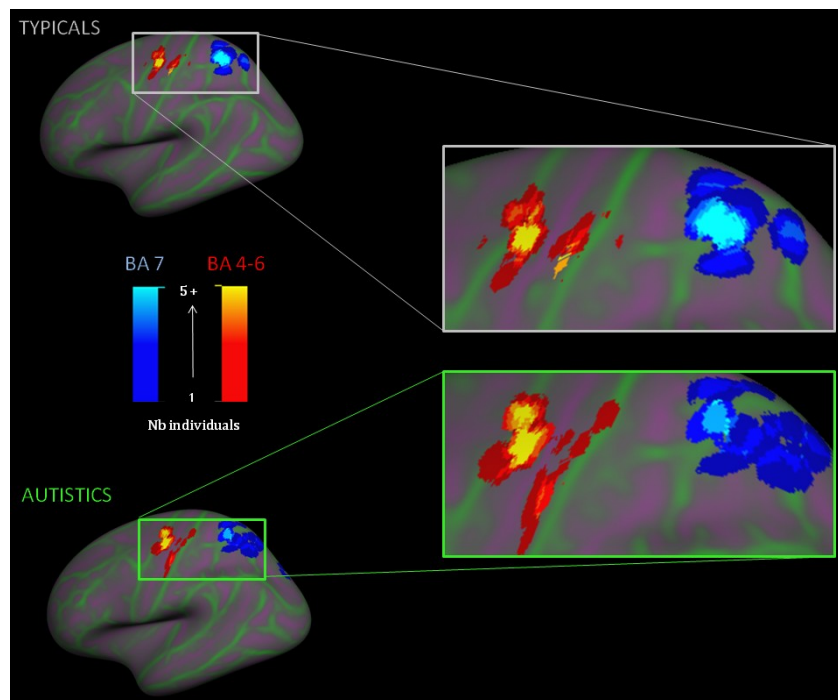 TYPICALS
BA 7 BA 4-6
5 +
1
Nb individuals
AUTISTICS